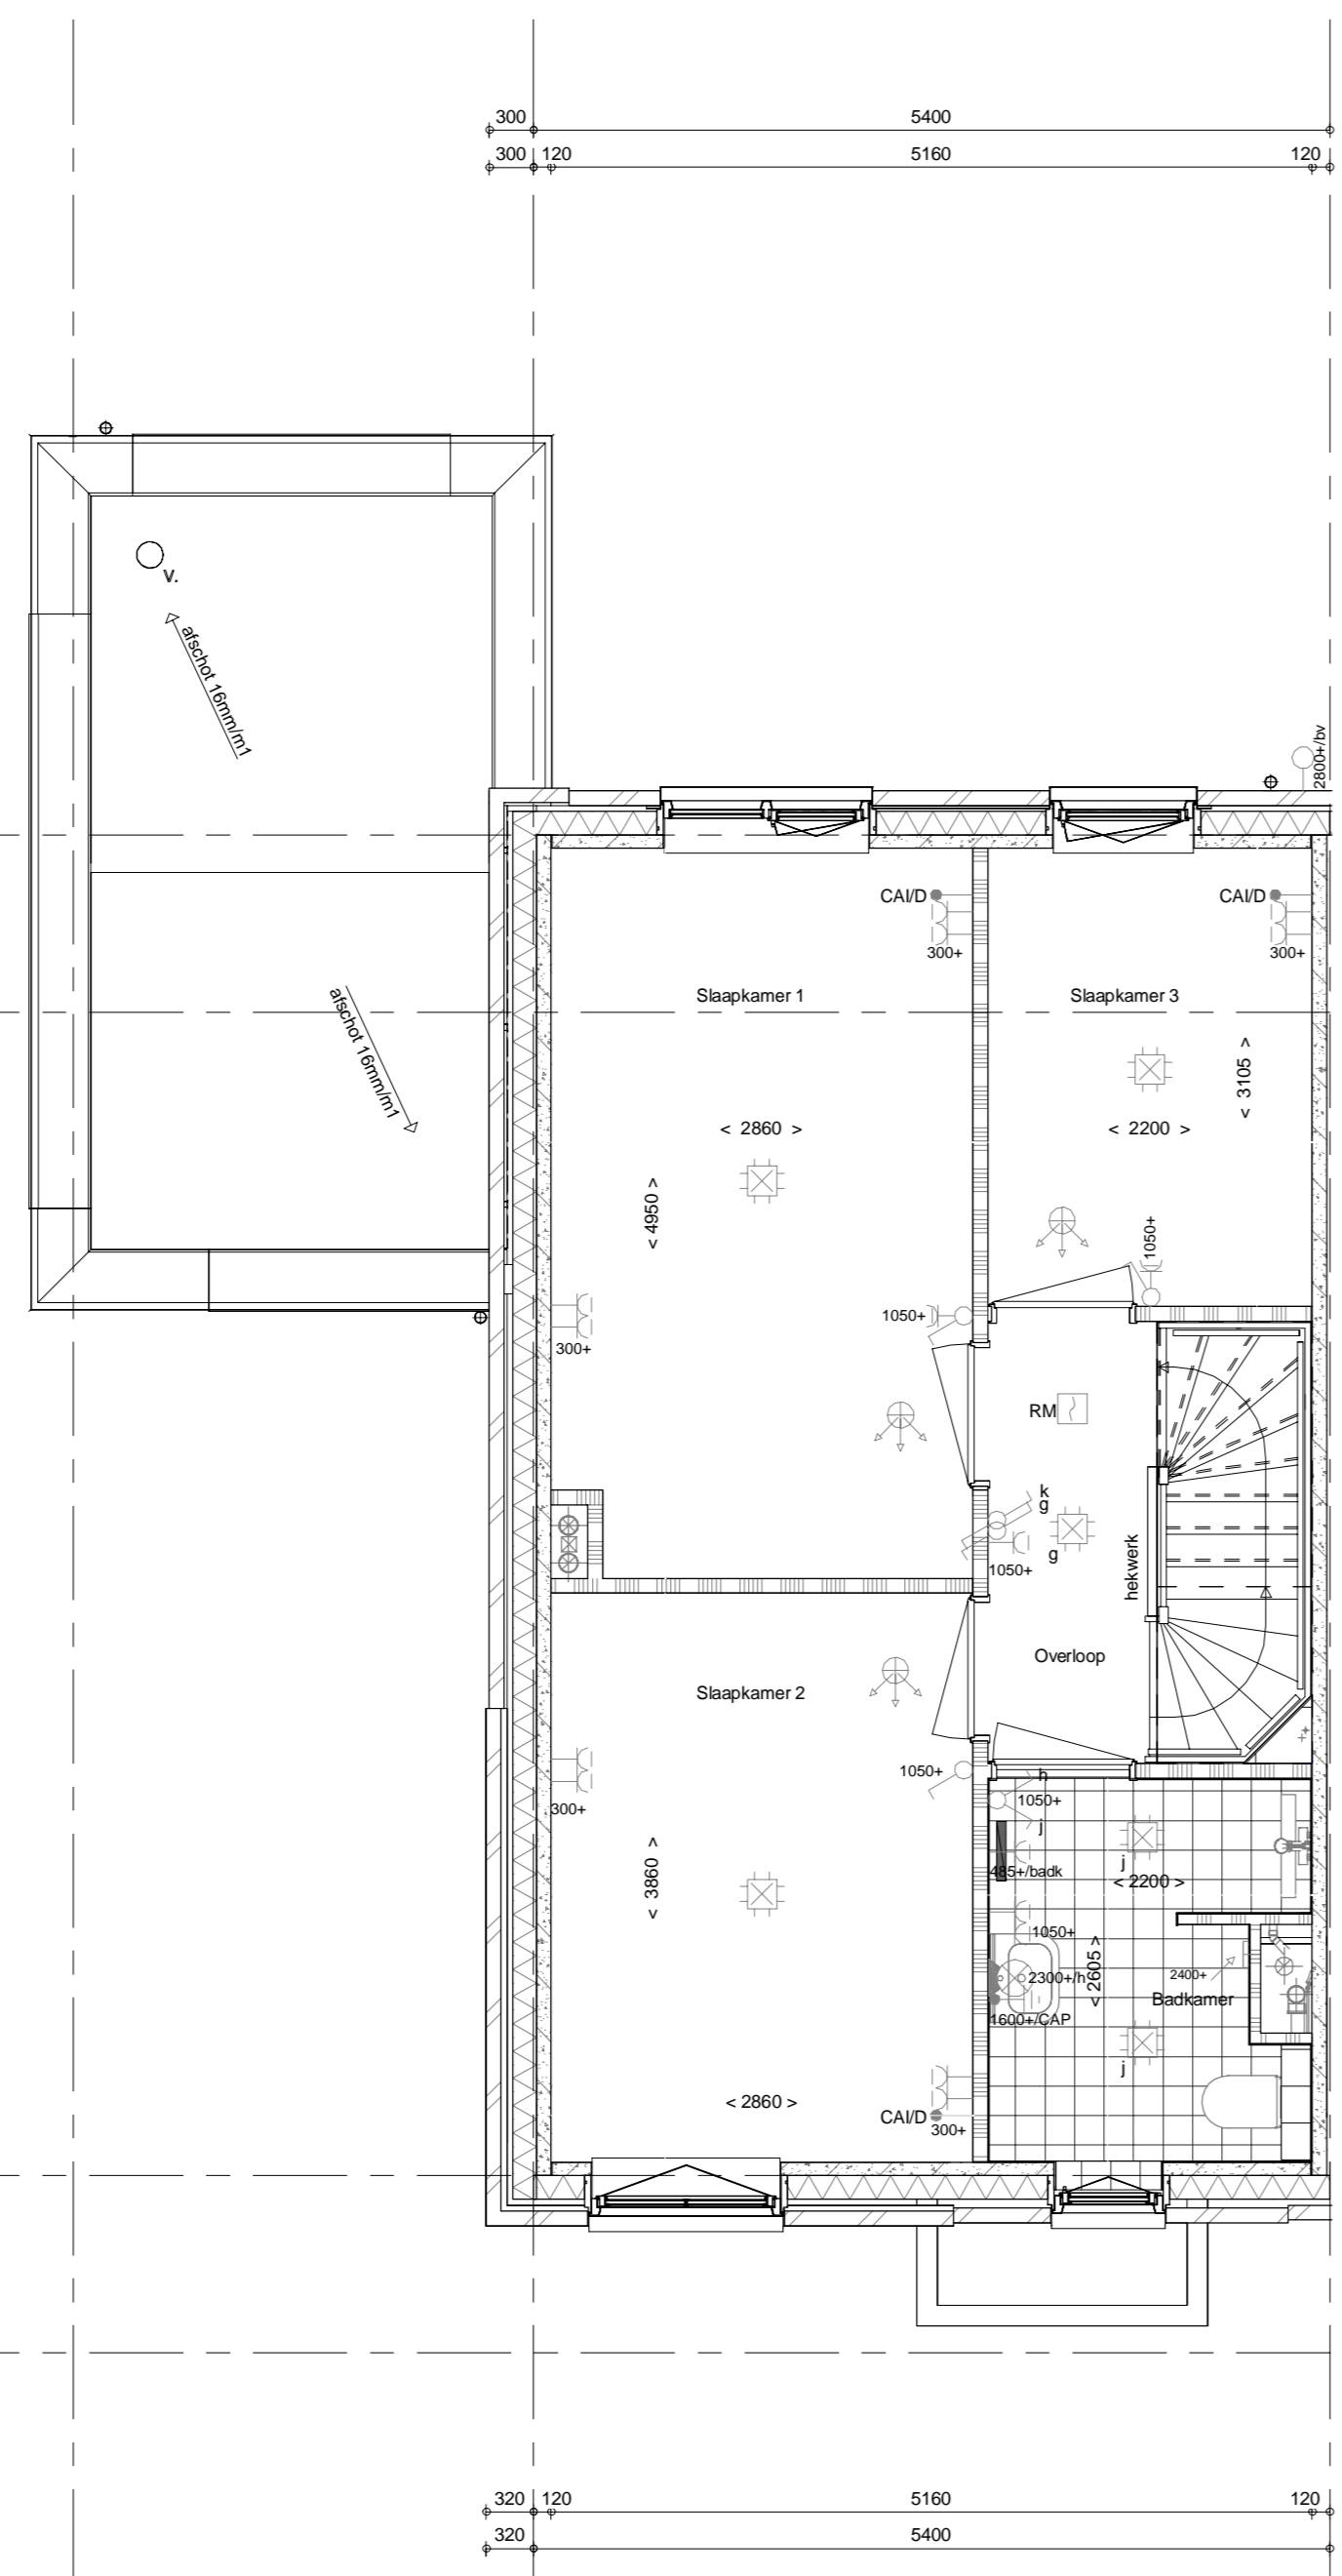 300 5400
300 120 5160 120
2800+/bv
v.
afschot 16mm/m1
CAI/D
300+
CAI/D
300+
Slaapkamer 1
Slaapkamer 3
afschot 16mm/m1
< 3105 >
< 2860 >
< 2200 >
< 4950 >
1050+
1050+
300+
RM
k
g
g
1050+
hekwerk
Overloop
Slaapkamer 2
1050+
h
1050+
j
300+
485+/badk
j
< 2200 >
< 3860 >
1050+
2300+/h
< 2605 >
2400+
Badkamer
1600+/CAP
j
< 2860 >
CAI/D
300+
320 120 5160 120
320 5400